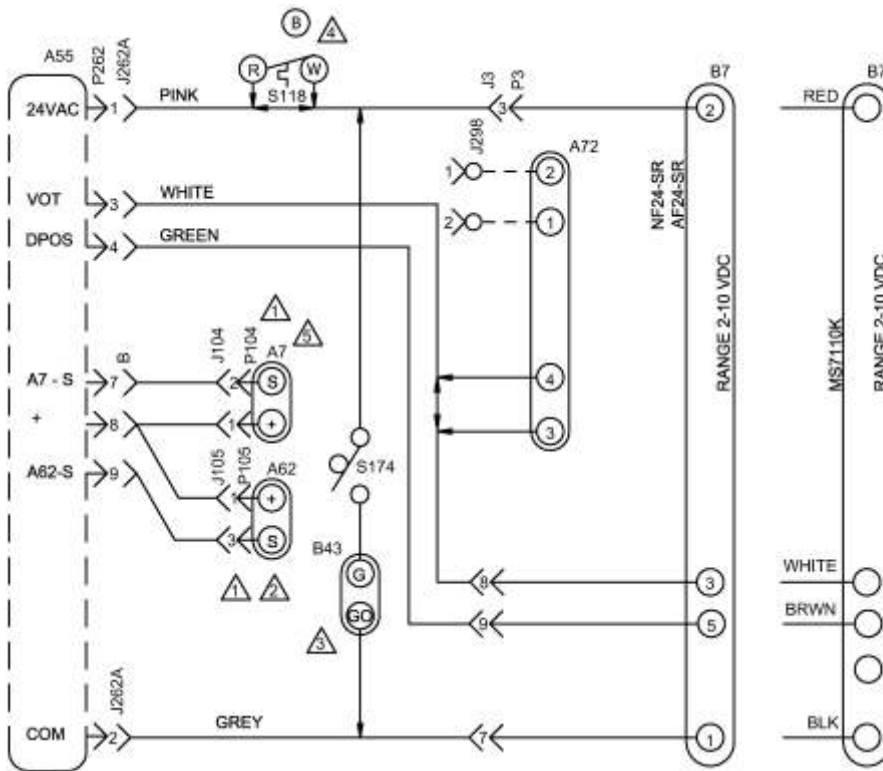 B 4
A55 P262 J262A R W B7 B7
S118
24VAC 1 PINK J3 3 P3 2 RED
J298 A72
1 2
VOT 3 WHITE 2 1
DPOS 4 GREEN
NF24-SR
AF24-SR
RANGE 2-10 VDC
MS7110K
RANGE 2-10 VDC
1 5
B J104 P104 A7
A7 - S 7 2 S 4
+ 8 1 + 3
J105 P105 A62 S174
A62-S 9 1 +
3 S B43
1 2 G 8 3 WHITE
GO 9 5 BRWN
3
J262A
COM 2 GREY 7 1 BLK